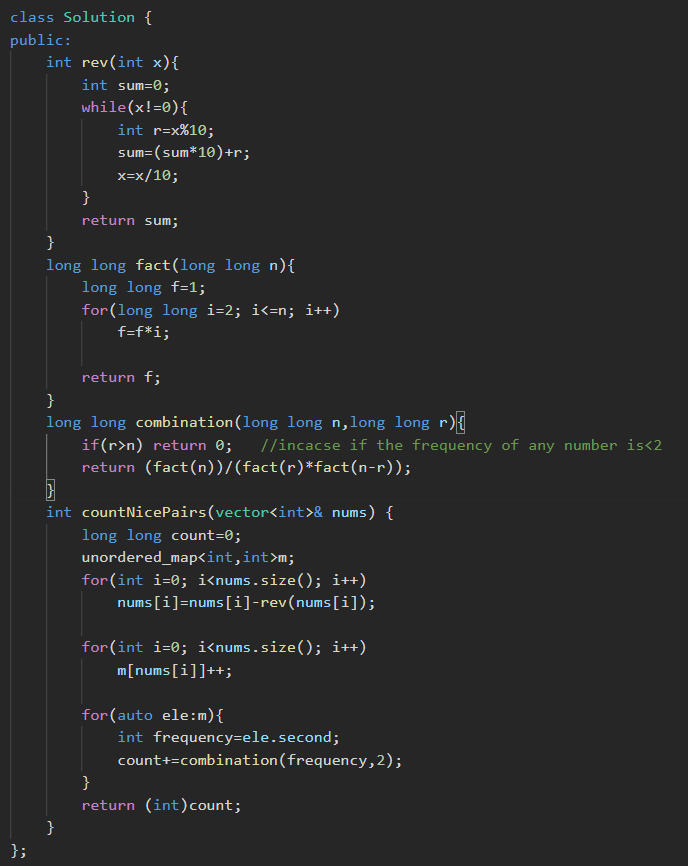 class Solution {
public:
    int rev(int x){
        int sum=0;
        while(x!=0){
            int r=x%10;
            sum=(sum*10)+r;
            x=x/10;
        }
        return sum;
    }
    long long fact(long long n){
        long long f=1;
        for(long long i=2; i<=n; i++)
            f=f*i;

        return f;
    }
    long long combination(long long n,long long r){
        if(r>n) return 0;   //incacse if the frequency of any number is<2
        return (fact(n))/(fact(r)*fact(n-r));
    }
    int countNicePairs(vector<int>& nums) {
        long long count=0;
        unordered_map<int,int>m;
        for(int i=0; i<nums.size(); i++)
            nums[i]=nums[i]-rev(nums[i]);

        for(int i=0; i<nums.size(); i++)
            m[nums[i]]++;

        for(auto ele:m){
            int frequency=ele.second;
            count+=combination(frequency,2);
        }
        return (int)count;
    }
};